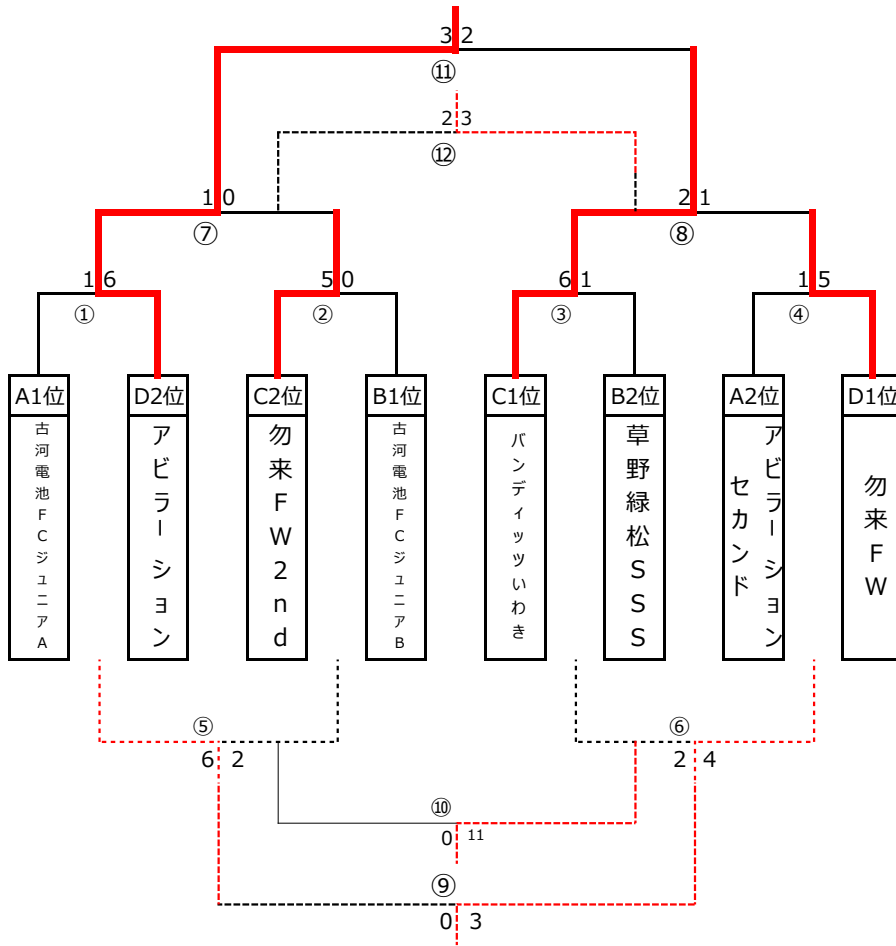 3 2
⑪
2 3
⑫
1 0
⑦
2 1
⑧
1 6
①
5 0
②
6 1
③
1 5
④
A1位
D2位
C2位
B1位
C1位
B2位
A2位
D1位
古河電池FCジュニアA
アビラーション
勿来FW2nd
古河電池FCジュニアB
バンディッツいわき
草野緑松SSS
アビラーション
セカンド
勿来FW
⑤
6 2
⑥
2 4
⑩
0 11
⑨
0 3